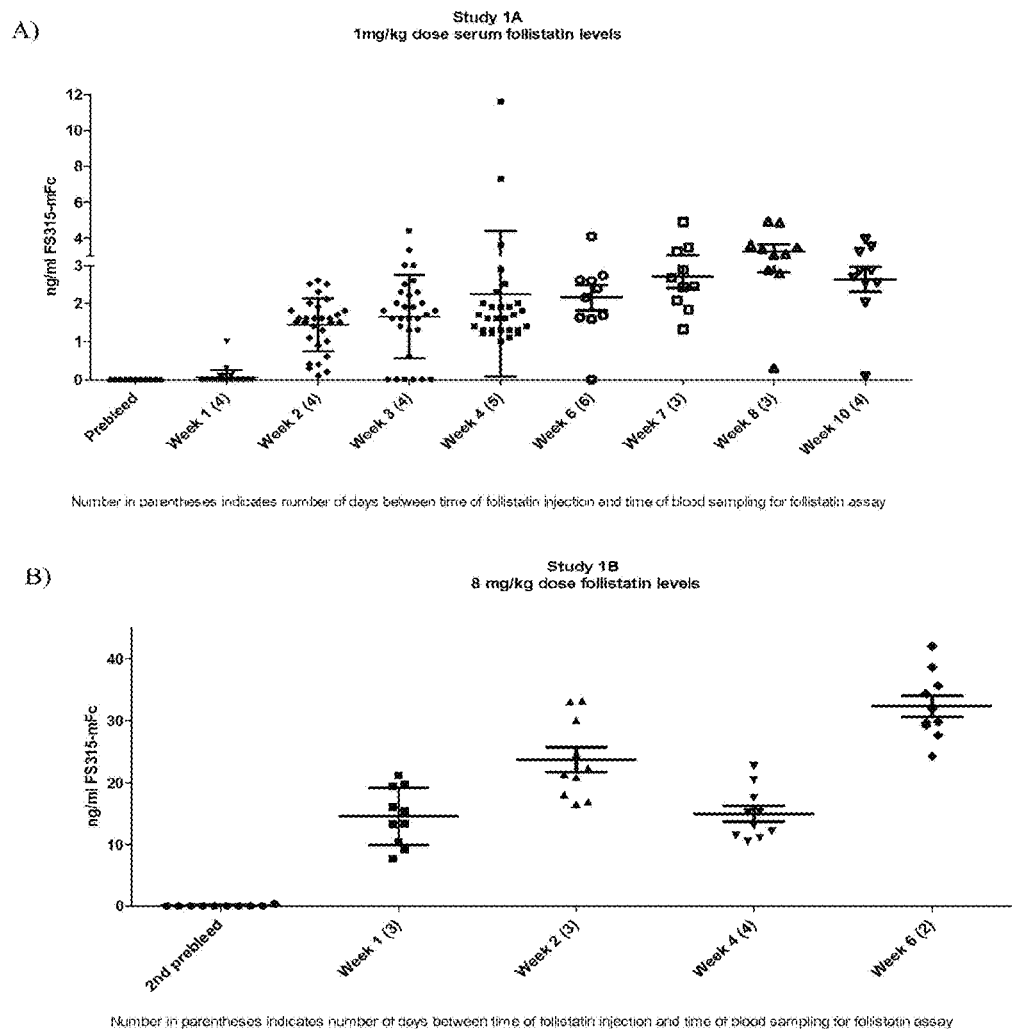 A)
Study 1A
1mg/kg dose serum follistatin levels
ng/ml FS315-mFc
12
10
8
6
4
3
2
1
0
Prebleed
Week 1 (4)
Week 2 (4)
Week 3 (4)
Week 4 (5)
Week 6 (6)
Week 7 (3)
Week 8 (3)
Week 10 (4)
Number in parentheses indicates number of days between time of follistatin injection and time of blood sampling for follistatin assay
B)
Study 1B
8 mg/kg dose follistatin levels
ng/ml FS315-mFc
40
30
20
10
0
2nd prebleed
Week 1 (3)
Week 2 (3)
Week 4 (4)
Week 6 (2)
Number in parentheses indicates number of days between time of follistatin injection and time of blood sampling for follistatin assay